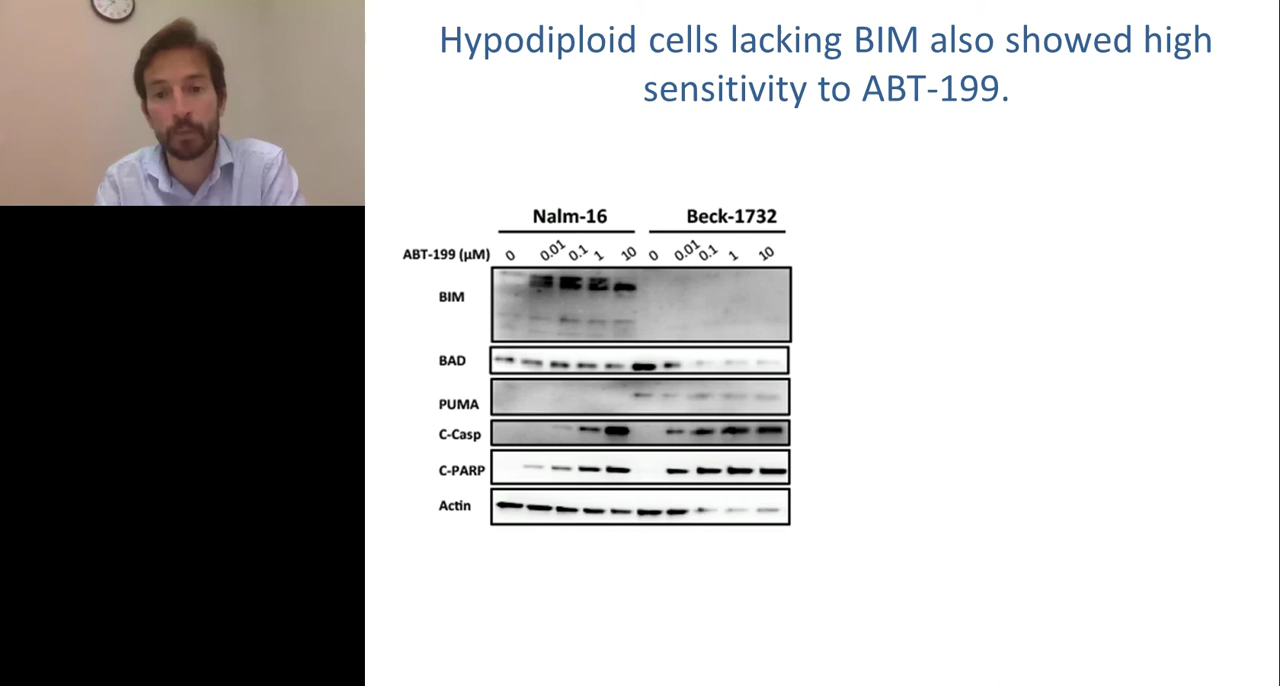 Hypodiploid cells lacking BIM also showed high
sensitivity to ABT-199.
Nalm-16 Beck-1732
ABT-199 (µM) 0 0.01 0.1 1 10 0 0.01 0.1 1 10
BIM
BAD
PUMA
C-Casp
C-PARP
Actin